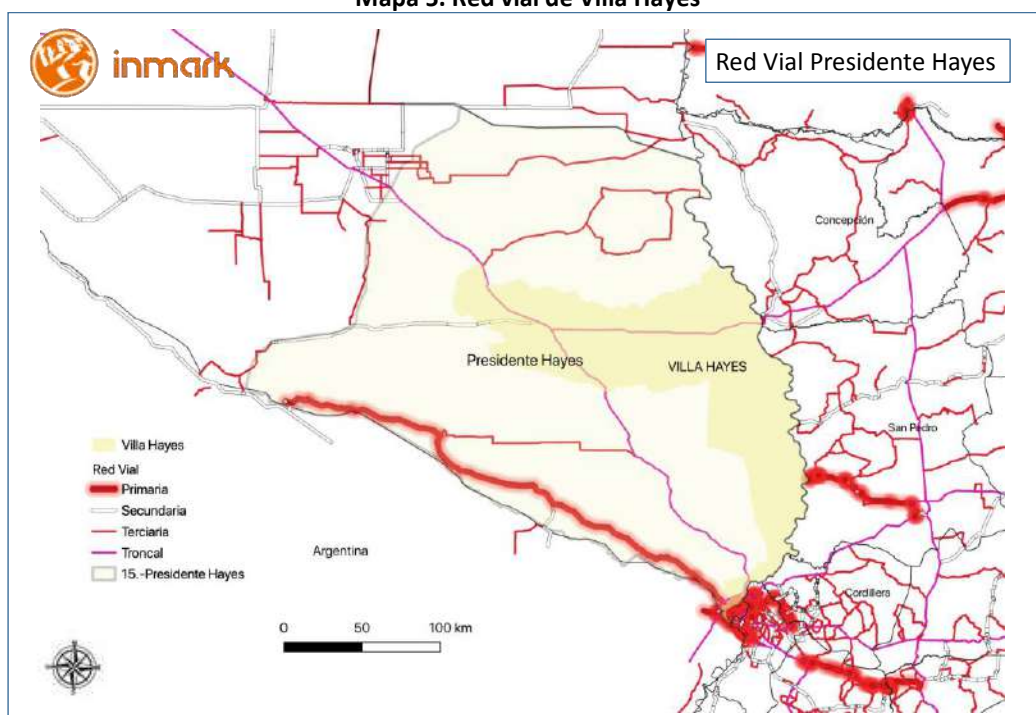 Mapa 3. Red vial de Villa Hayes
inmark
Red Vial Presidente Hayes
Concepción
Presidente Hayes
VILLA HAYES
San Pedro
Villa Hayes
Red Vial
Primaria
Secundaria
Terciaria
Troncal
15.-Presidente Hayes
Argentina
Cordillera
0 50 100 km